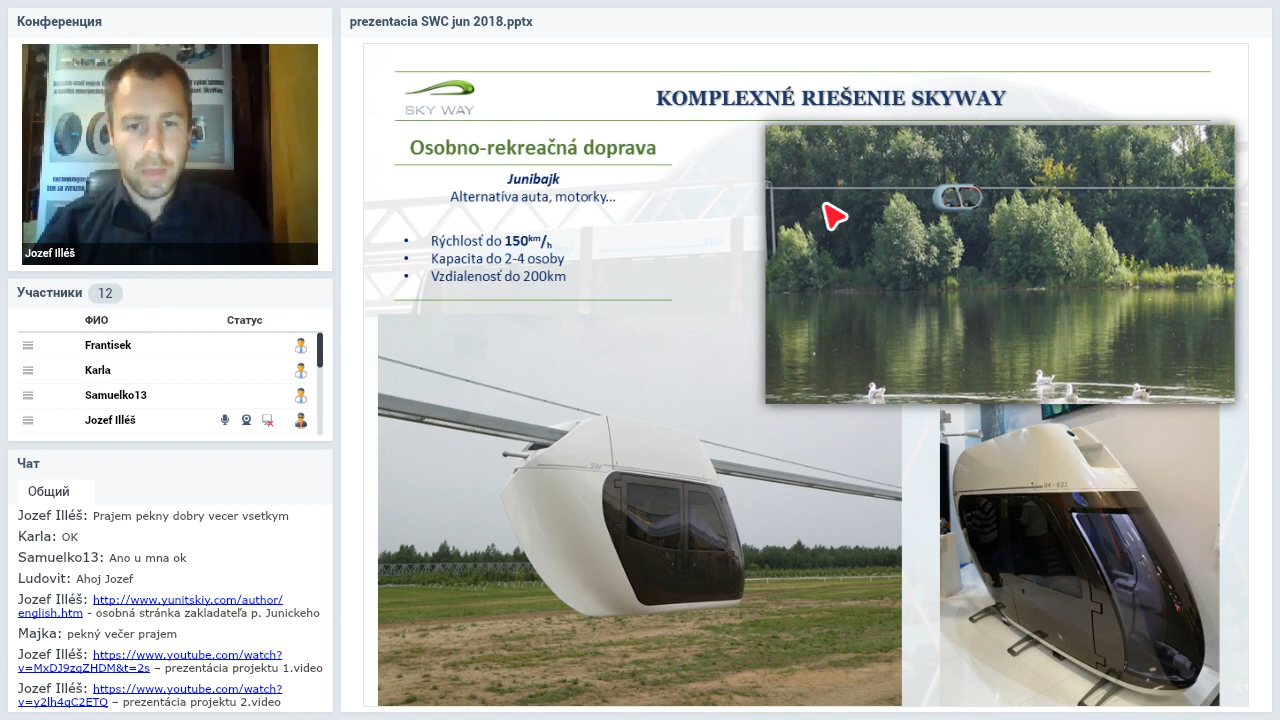 Конференция
Jozef Illéš
Участники 12
ФИО Статус
Frantisek
Karla
Samuelko13
Jozef Illéš
Чат
Общий
Jozef Illéš: Prajem pekny dobry vecer vsetkym
Karla: OK
Samuelko13: Ano u mna ok
Ludovit: Ahoj Jozef
Jozef Illéš: http://www.yunitskiy.com/author/
english.htm - osobná stránka zakladateľa p. Junickeho
Majka: pekný večer prajem
Jozef Illéš: https://www.youtube.com/watch?
v=MxDJ9zqZHDM&t=2s – prezentácia projektu 1.video
Jozef Illéš: https://www.youtube.com/watch?
v=y2lh4qC2ETQ – prezentácia projektu 2.video
prezentacia SWC jun 2018.pptx
SKY WAY
KOMPLEXNÉ RIEŠENIE SKYWAY
Osobno-rekreačná doprava
Junibajk
Alternatíva auta, motorky...
• Rýchlosť do 150km/h
• Kapacita do 2-4 osoby
• Vzdialenosť do 200km